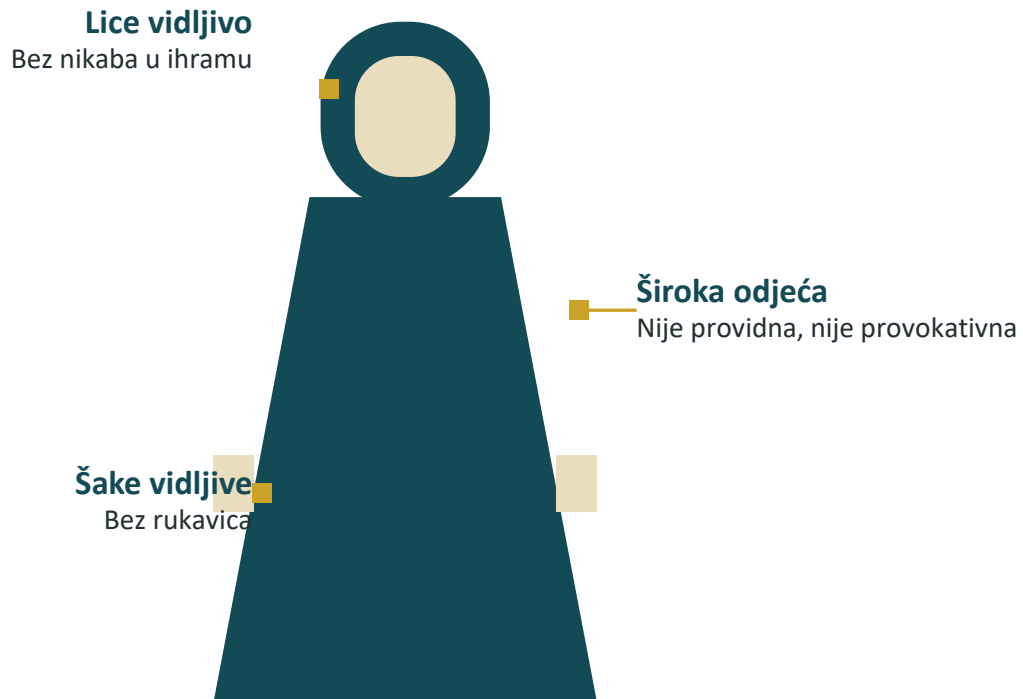 Lice vidljivo
Bez nikaba u ihramu
Široka odjeća
Nije providna, nije provokativna
Šake vidljive
Bez rukavica